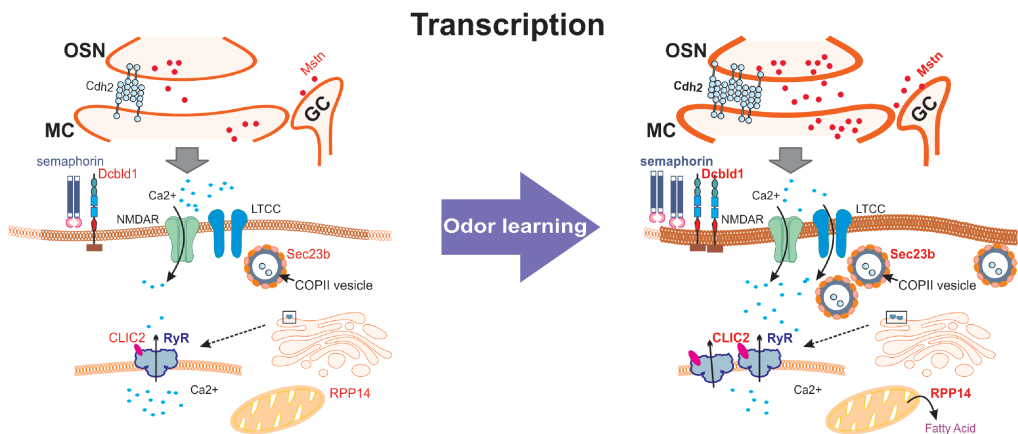 Transcription
OSN
Cdh2
Mstn
GC
MC
semaphorin
Dcbld1
Ca2+
NMDAR
LTCC
Sec23b
COPII vesicle
CLIC2
RyR
Ca2+
RPP14
Odor learning
OSN
Cdh2
Mstn
GC
MC
semaphorin
Dcbld1
Ca2+
NMDAR
LTCC
Sec23b
COPII vesicle
CLIC2
RyR
Ca2+
RPP14
Fatty Acid